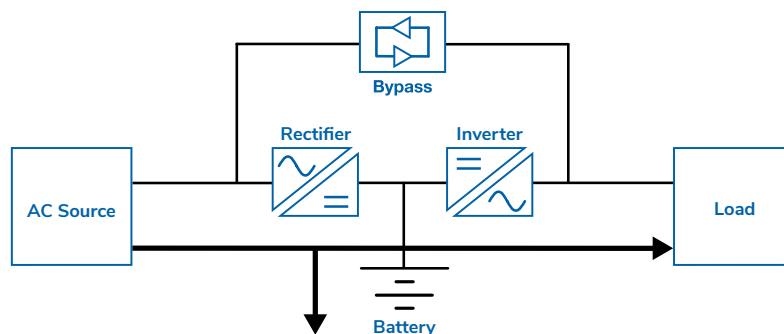 Bypass
Rectifier
Inverter
AC Source
Load
Battery